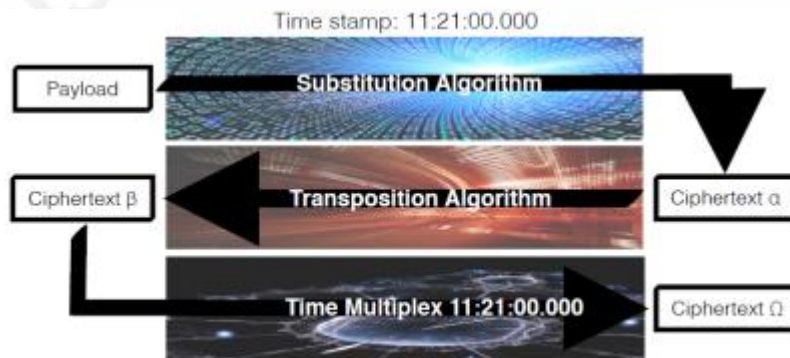 Time stamp: 11:21:00.000
Payload
Substitution Algorithm
Ciphertext β
Transposition Algorithm
Ciphertext α
Time Multiplex 11:21:00.000
Ciphertext Ω